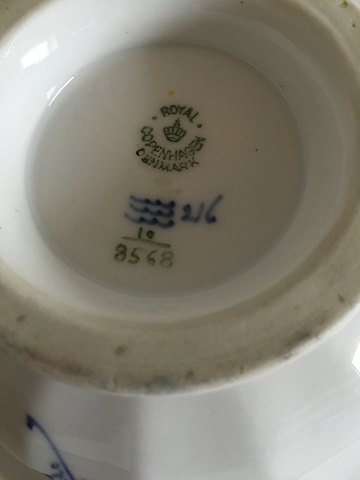 ROYAL
COPENHAGEN
DENMARK
216
10
8568